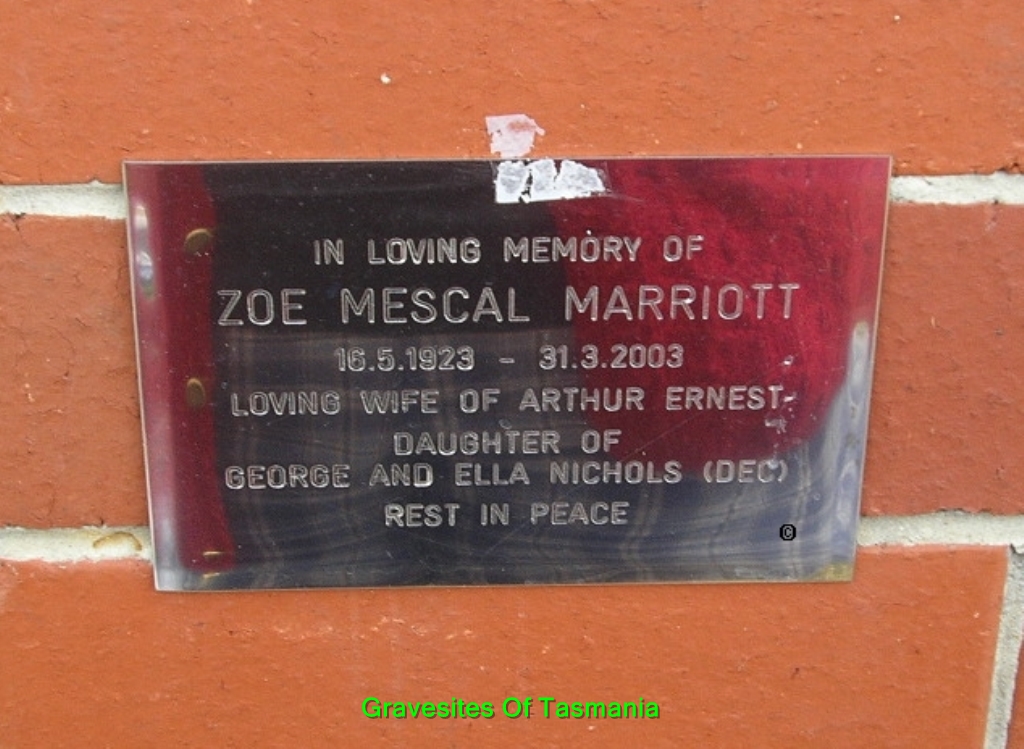 IN LOVING MEMORY OF
ZOE MESCAL MARRIOTT
16.5.1923 - 31.3.2003
LOVING WIFE OF ARTHUR ERNEST
DAUGHTER OF
GEORGE AND ELLA NICHOLS (DEC)
REST IN PEACE
©
Gravesites Of Tasmania